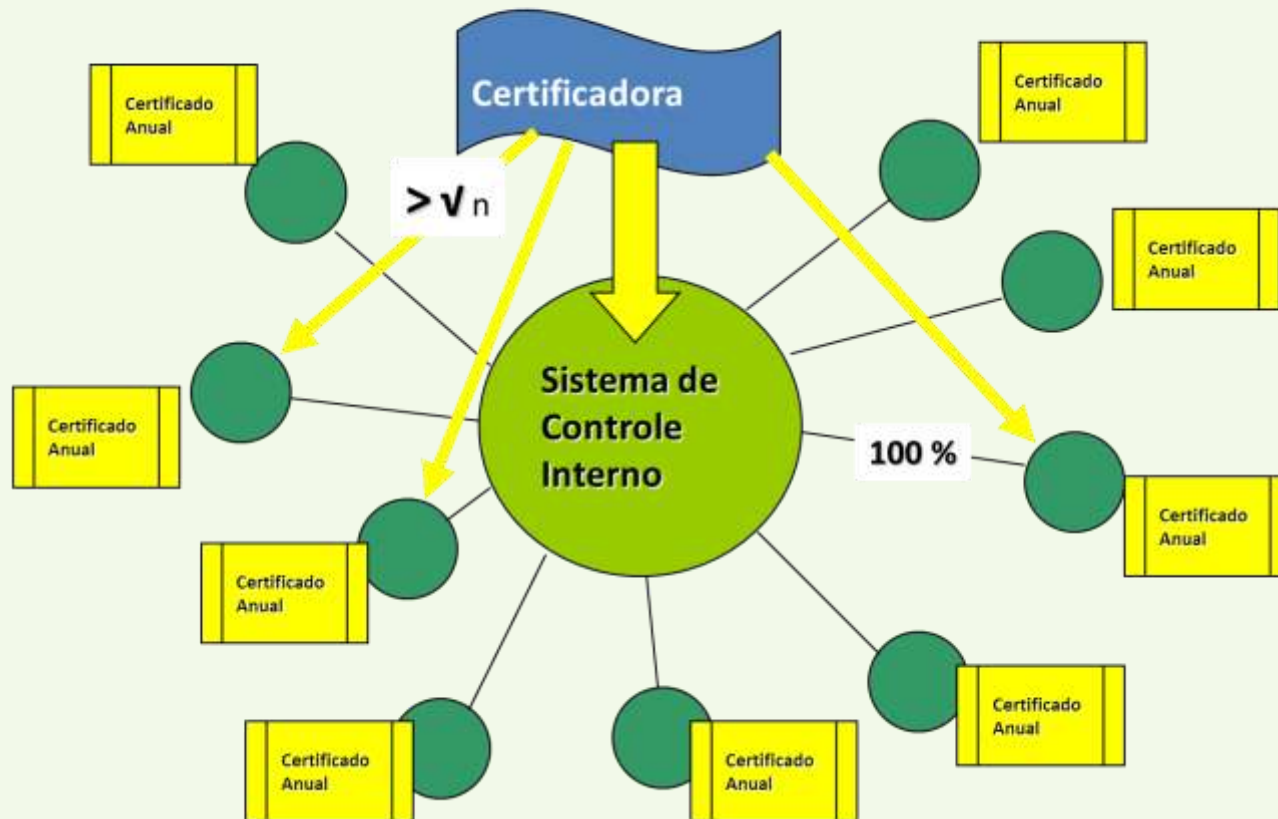 Certificadora
Certificado
Anual
Certificado
Anual
> √ n
Certificado
Anual
Sistema de
Controle
Interno
100 %
Certificado
Anual
Certificado
Anual
Certificado
Anual
Certificado
Anual
Certificado
Anual
Certificado
Anual